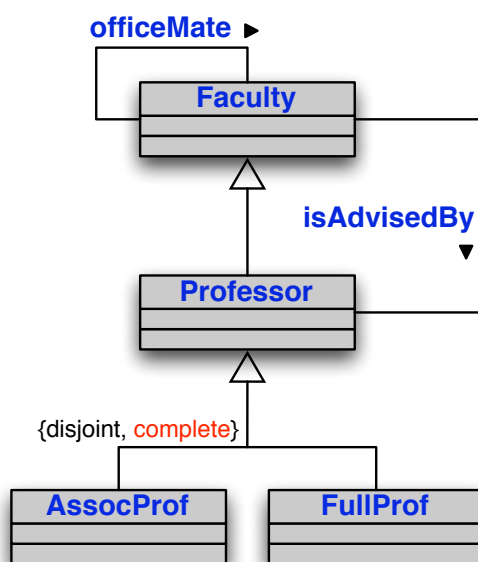 officeMate ▶
Faculty
isAdvisedBy
▼
Professor
{disjoint, complete}
AssocProf
FullProf